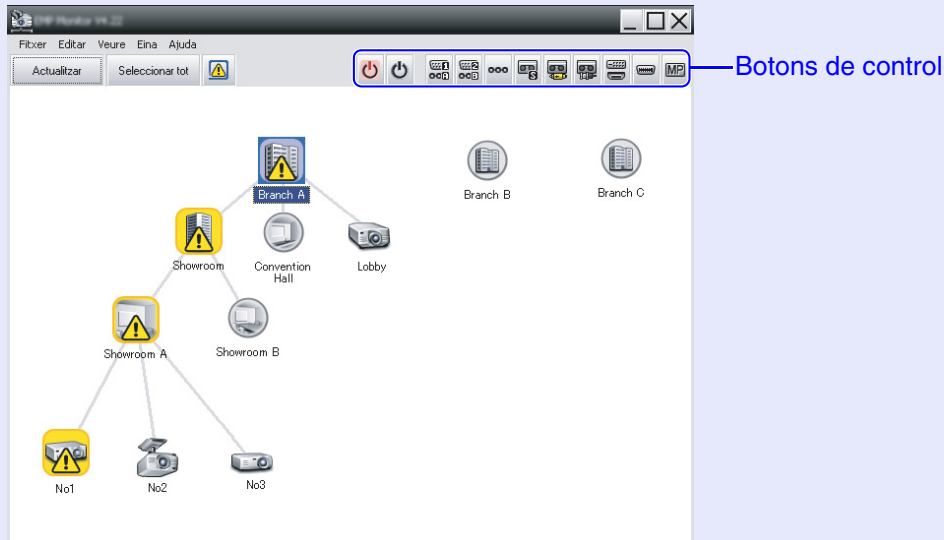 Fitxer Editar Veure Eina Ajuda
Actualitzar Seleccionar tot
MP
Botons de control
Branch A
Branch B
Branch C
Showroom
Convention
Hall
Lobby
Showroom A
Showroom B
No1
No2
No3